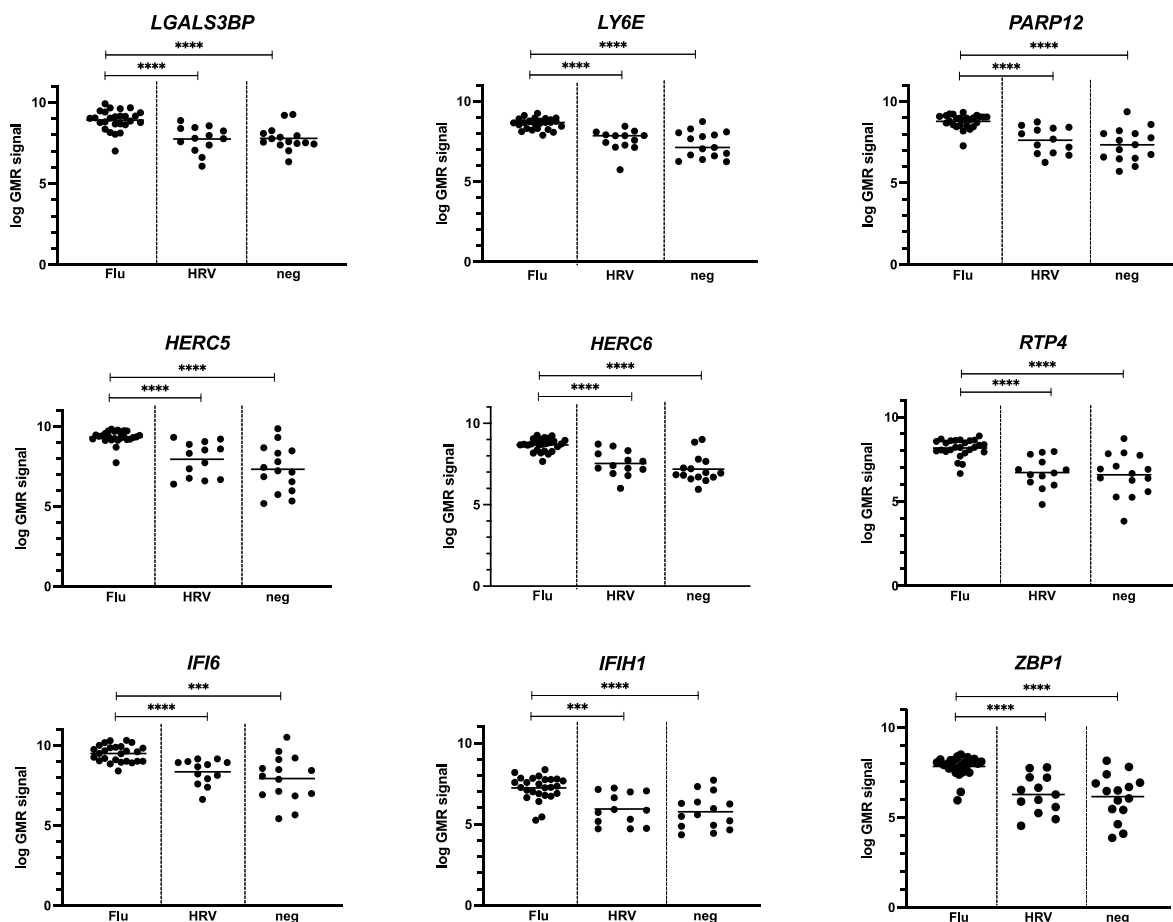 LGALS3BP
****
****
log GMR signal
10
5
0
Flu HRV neg
LY6E
****
****
log GMR signal
10
5
0
Flu HRV neg
PARP12
****
****
log GMR signal
10
5
0
Flu HRV neg
HERC5
****
****
log GMR signal
10
5
0
Flu HRV neg
HERC6
****
****
log GMR signal
10
5
0
Flu HRV neg
RTP4
****
****
log GMR signal
10
5
0
Flu HRV neg
IFI6
***
****
log GMR signal
10
5
0
Flu HRV neg
IFIH1
****
***
log GMR signal
10
5
0
Flu HRV neg
ZBP1
****
****
log GMR signal
10
5
0
Flu HRV neg